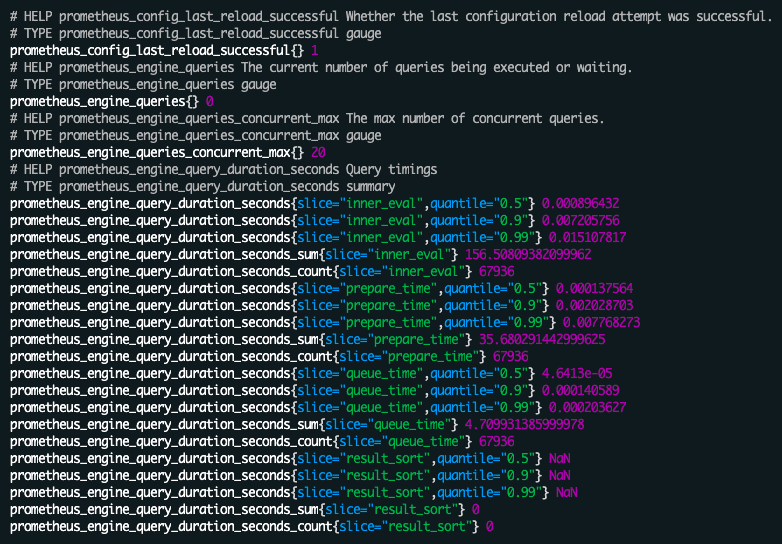 # HELP prometheus_config_last_reload_successful Whether the last configuration reload attempt was successful.
# TYPE prometheus_config_last_reload_successful gauge
prometheus_config_last_reload_successful{} 1
# HELP prometheus_engine_queries The current number of queries being executed or waiting.
# TYPE prometheus_engine_queries gauge
prometheus_engine_queries{} 0
# HELP prometheus_engine_queries_concurrent_max The max number of concurrent queries.
# TYPE prometheus_engine_queries_concurrent_max gauge
prometheus_engine_queries_concurrent_max{} 20
# HELP prometheus_engine_query_duration_seconds Query timings
# TYPE prometheus_engine_query_duration_seconds summary
prometheus_engine_query_duration_seconds{slice="inner_eval",quantile="0.5"} 0.000896432
prometheus_engine_query_duration_seconds{slice="inner_eval",quantile="0.9"} 0.007205756
prometheus_engine_query_duration_seconds{slice="inner_eval",quantile="0.99"} 0.015107817
prometheus_engine_query_duration_seconds_sum{slice="inner_eval"} 156.50809382099962
prometheus_engine_query_duration_seconds_count{slice="inner_eval"} 67936
prometheus_engine_query_duration_seconds{slice="prepare_time",quantile="0.5"} 0.000137564
prometheus_engine_query_duration_seconds{slice="prepare_time",quantile="0.9"} 0.002028703
prometheus_engine_query_duration_seconds{slice="prepare_time",quantile="0.99"} 0.007768273
prometheus_engine_query_duration_seconds_sum{slice="prepare_time"} 35.680291442999625
prometheus_engine_query_duration_seconds_count{slice="prepare_time"} 67936
prometheus_engine_query_duration_seconds{slice="queue_time",quantile="0.5"} 4.6413e-05
prometheus_engine_query_duration_seconds{slice="queue_time",quantile="0.9"} 0.000140589
prometheus_engine_query_duration_seconds{slice="queue_time",quantile="0.99"} 0.000203627
prometheus_engine_query_duration_seconds_sum{slice="queue_time"} 4.709931385999978
prometheus_engine_query_duration_seconds_count{slice="queue_time"} 67936
prometheus_engine_query_duration_seconds{slice="result_sort",quantile="0.5"} NaN
prometheus_engine_query_duration_seconds{slice="result_sort",quantile="0.9"} NaN
prometheus_engine_query_duration_seconds{slice="result_sort",quantile="0.99"} NaN
prometheus_engine_query_duration_seconds_sum{slice="result_sort"} 0
prometheus_engine_query_duration_seconds_count{slice="result_sort"} 0